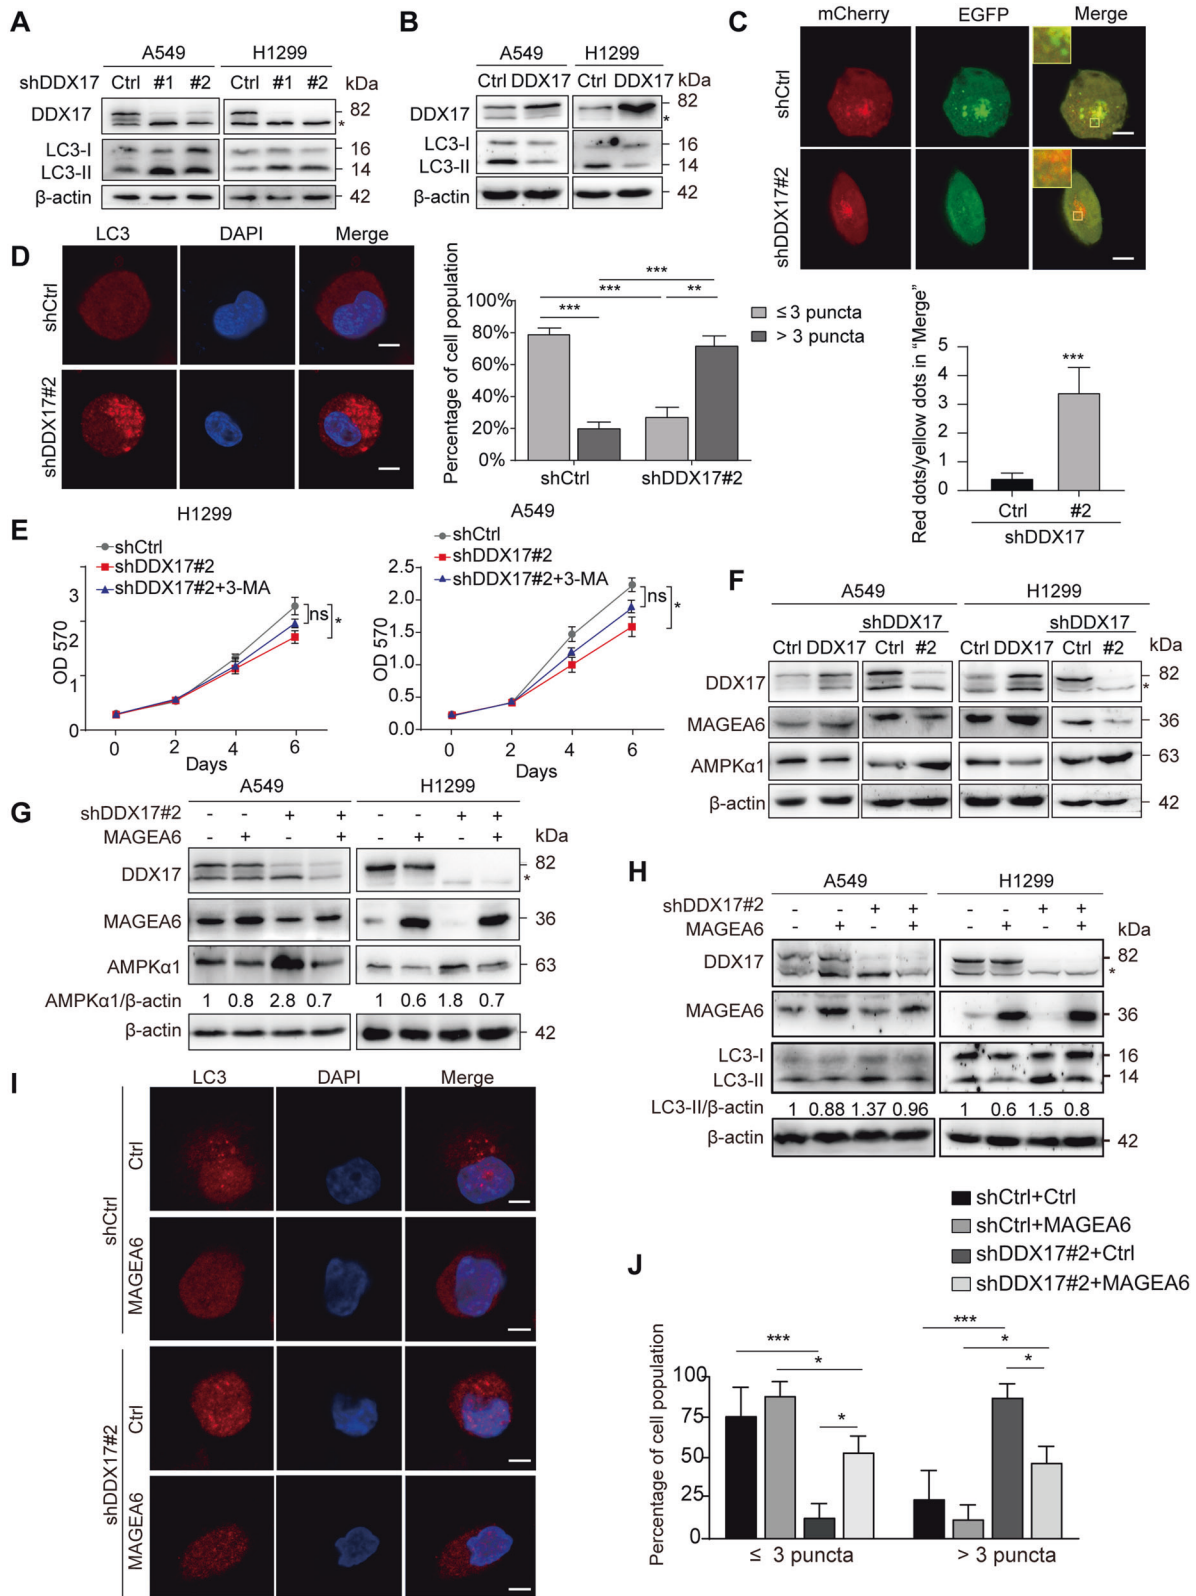 A
A549 H1299
shDDX17 Ctrl #1 #2 Ctrl #1 #2 kDa
DDX17 82
*
LC3-I 16
LC3-II 14
β-actin 42
B
A549 H1299
Ctrl DDX17 Ctrl DDX17 kDa
DDX17 82
*
LC3-I 16
LC3-II 14
β-actin 42
C
mCherry EGFP Merge
shCtrl
shDDX17#2
Red dots/yellow dots in "Merge"
5
4
3
2
1
0
***
Ctrl #2
shDDX17
D
LC3 DAPI Merge
shCtrl
shDDX17#2
Percentage of cell population
100%
80%
60%
40%
20%
0%
***
*** **
***
≤ 3 puncta
> 3 puncta
shCtrl shDDX17#2
E
H1299
shCtrl
shDDX17#2
shDDX17#2+3-MA
OD 570
3
2
1
0
ns *
0 2 4 6
Days
A549
shCtrl
shDDX17#2
shDDX17#2+3-MA
OD 570
2.5
2.0
1.5
1.0
0.5
0.0
ns *
0 2 4 6
Days
F
A549 H1299
shDDX17 shDDX17
Ctrl DDX17 Ctrl #2 Ctrl DDX17 Ctrl #2 kDa
DDX17 82
*
MAGEA6 36
AMPKα1 63
β-actin 42
G
A549 H1299
shDDX17#2 - - + + - - + +
MAGEA6 - + - + - + - + kDa
DDX17 82
*
MAGEA6 36
AMPKα1 63
AMPKα1/β-actin 1 0.8 2.8 0.7 1 0.6 1.8 0.7
β-actin 42
H
A549 H1299
shDDX17#2 - - + + - - + +
MAGEA6 - + - + - + - + kDa
DDX17 82
*
MAGEA6 36
LC3-I 16
LC3-II 14
LC3-II/β-actin 1 0.88 1.37 0.96 1 0.6 1.5 0.8
β-actin 42
I
LC3 DAPI Merge
shCtrl
Ctrl
MAGEA6
shDDX17#2
Ctrl
MAGEA6
J
shCtrl+Ctrl
shCtrl+MAGEA6
shDDX17#2+Ctrl
shDDX17#2+MAGEA6
Percentage of cell population
100
75
50
25
0
*** ***
* *
* *
≤ 3 puncta > 3 puncta